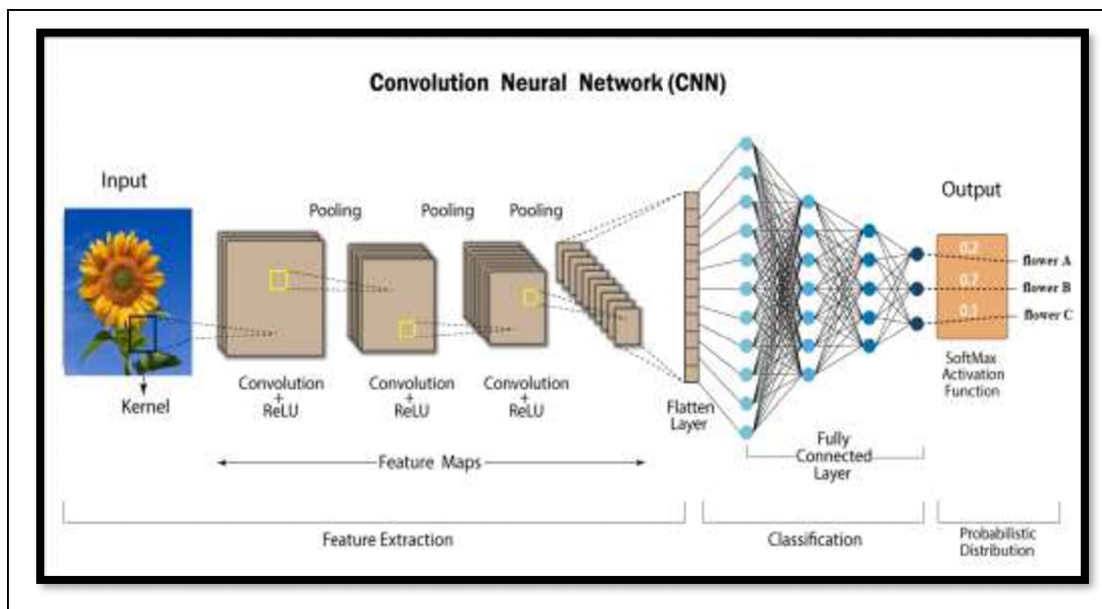 Convolution Neural Network (CNN)
Input
Pooling
Pooling
Pooling
Output
0.2
flower A
0.7
flower B
0.1
flower C
Kernel
Convolution
+
ReLU
Convolution
+
ReLU
Convolution
+
ReLU
Flatten
Layer
SoftMax
Activation
Function
Fully
Connected
Layer
Feature Maps
Feature Extraction
Classification
Probabilistic
Distribution